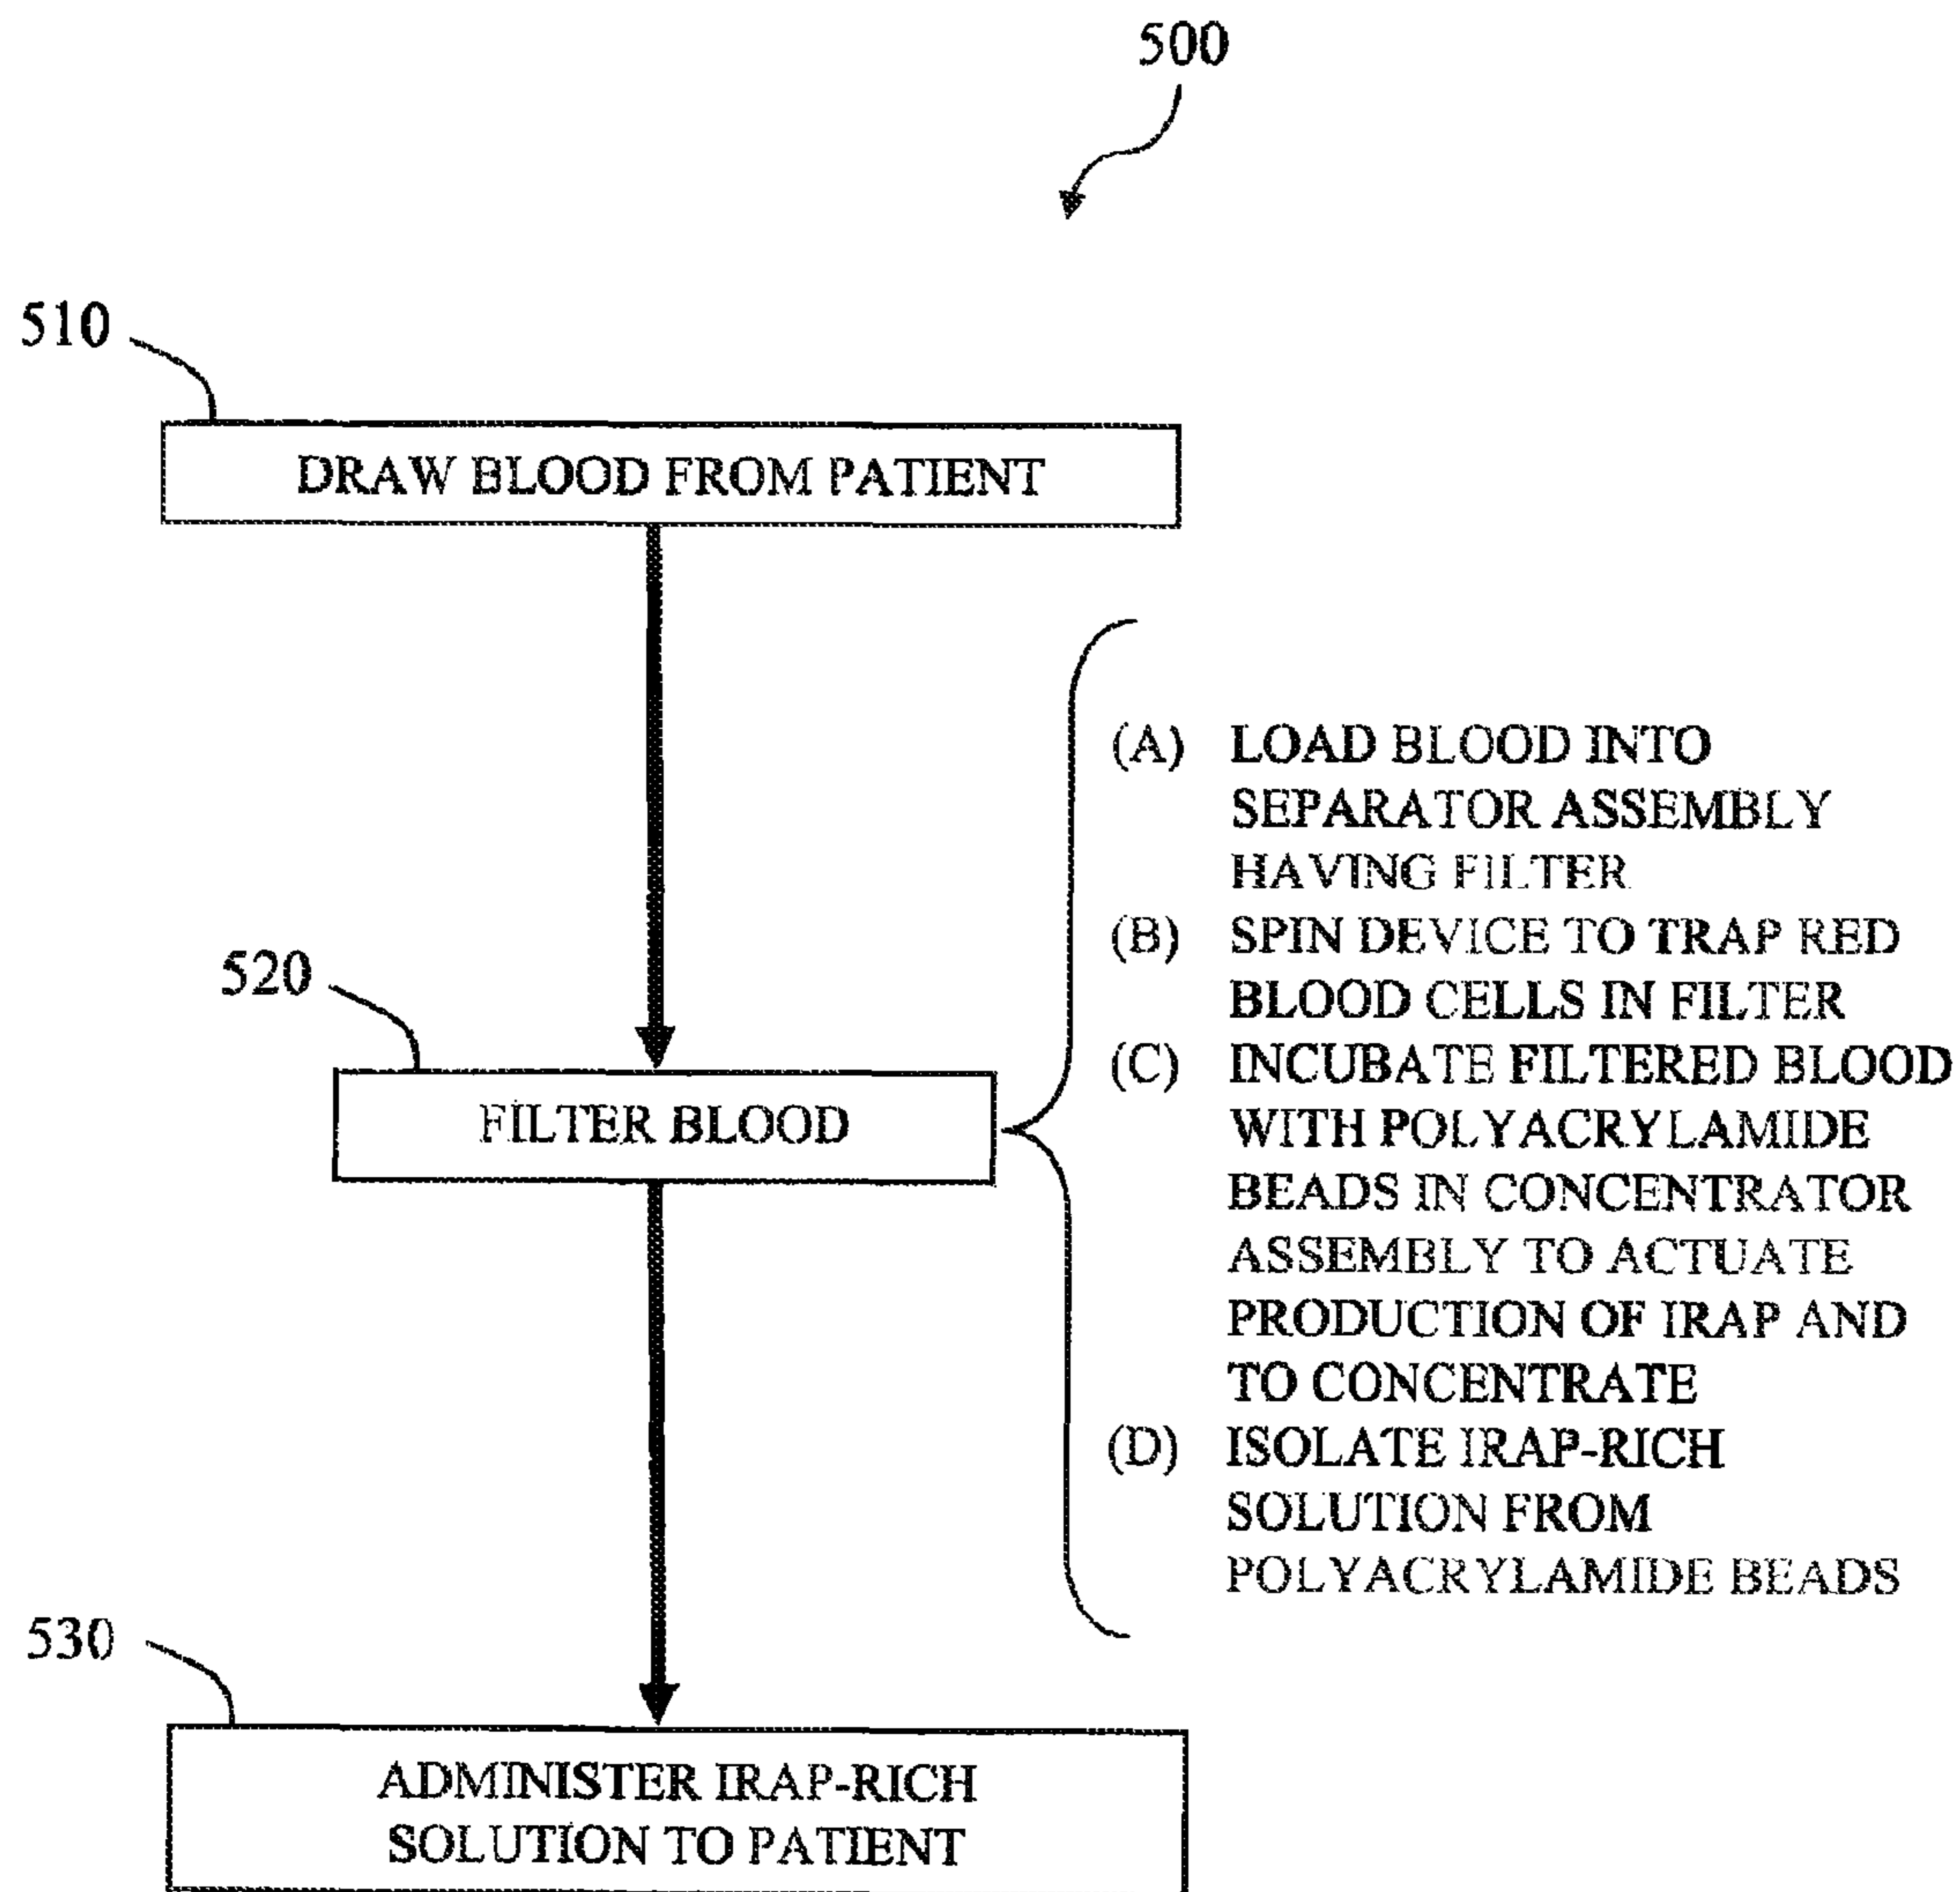 500
510
DRAW BLOOD FROM PATIENT
520
FILTER BLOOD
(A) LOAD BLOOD INTO
SEPARATOR ASSEMBLY
HAVING FILTER
(B) SPIN DEVICE TO TRAP RED
BLOOD CELLS IN FILTER
(C) INCUBATE FILTERED BLOOD
WITH POLYACRYLAMIDE
BEADS IN CONCENTRATOR
ASSEMBLY TO ACTUATE
PRODUCTION OF IRAP AND
TO CONCENTRATE
(D) ISOLATE IRAP-RICH
SOLUTION FROM
POLYACRYLAMIDE BEADS
530
ADMINISTER IRAP-RICH
SOLUTION TO PATIENT